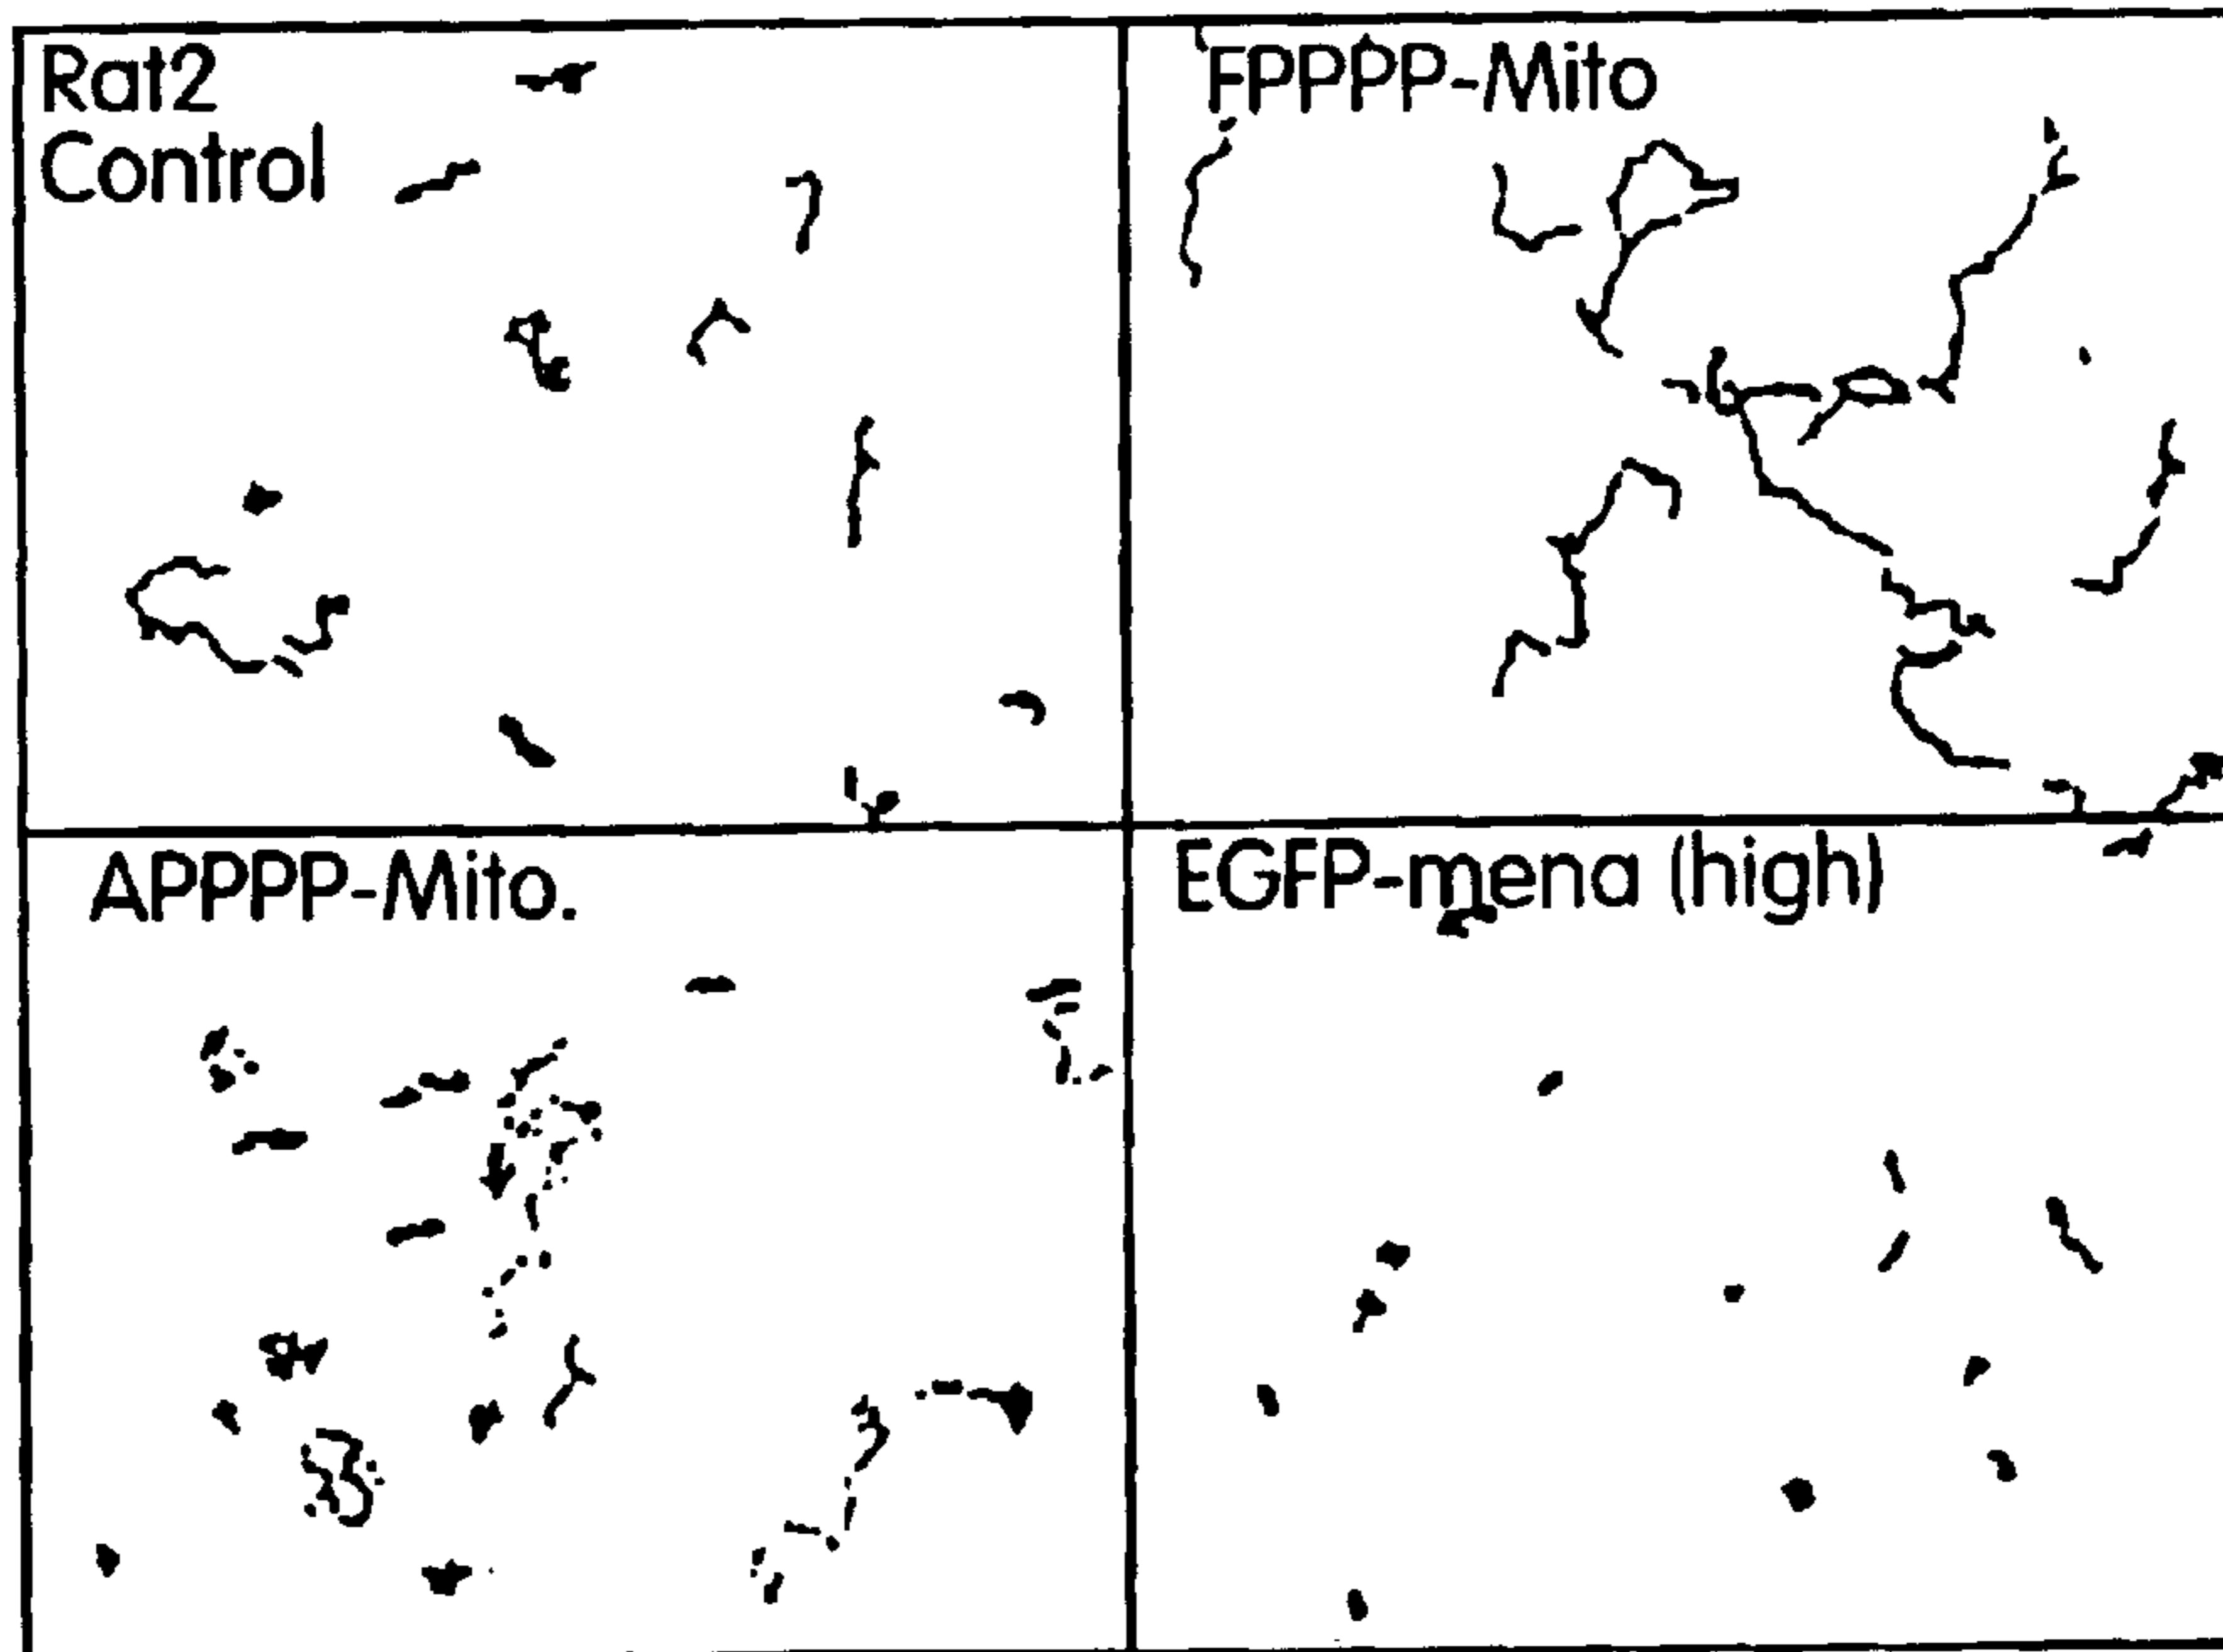 Rat2
Control
FPPPP-Mito
APPPP-Mito.
EGFP-mena (high)